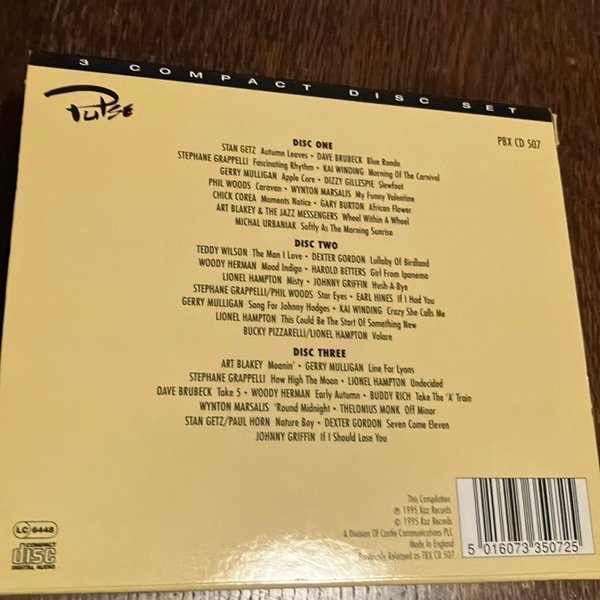 3 COMPACT DISC SET
Pulse
PBX CD 507
DISC ONE
STAN GETZ Autumn Leaves • DAVE BRUBECK Blue Rondo
STEPHANE GRAPPELLI Fascinating Rhythm • KAI WINDING Morning Of The Carnival
GERRY MULLIGAN Apple Core • DIZZY GILLESPIE Slewfoot
PHIL WOODS Caravan • WYNTON MARSALIS My Funny Valentine
CHICK COREA Moments Notice • GARY BURTON African Flower
ART BLAKEY & THE JAZZ MESSENGERS Wheel Within A Wheel
MICHAL URBANIAK Softly As The Morning Sunrise
DISC TWO
TEDDY WILSON The Man I Love • DEXTER GORDON Lullaby Of Birdland
WOODY HERMAN Mood Indigo • HAROLD BETTERS Girl From Ipanema
LIONEL HAMPTON Misty • JOHNNY GRIFFIN Hush-A-Bye
STEPHANE GRAPPELLI/PHIL WOODS Star Eyes • EARL HINES If I Had You
GERRY MULLIGAN Song For Johnny Hodges • KAI WINDING Crazy She Calls Me
LIONEL HAMPTON This Could Be The Start Of Something New
BUCKY PIZZARELLI/LIONEL HAMPTON Volare
DISC THREE
ART BLAKEY Moanin' • GERRY MULLIGAN Line For Lyons
STEPHANE GRAPPELLI How High The Moon • LIONEL HAMPTON Undecided
DAVE BRUBECK Take 5 • WOODY HERMAN Early Autumn • BUDDY RICH Take The 'A' Train
WYNTON MARSALIS 'Round Midnight • THELONIUS MONK Off Minor
STAN GETZ/PAUL HORN Nature Boy • DEXTER GORDON Seven Come Eleven
JOHNNY GRIFFIN If I Should Lose You
This Compilation
℗ 1995 Kaz Records
© 1995 Kaz Records
A Division Of Castle Communications PLC
Made In England
Previously Released as TBX CD 507
LC 6448
COMPACT
disc
DIGITAL AUDIO
5 016073 350725